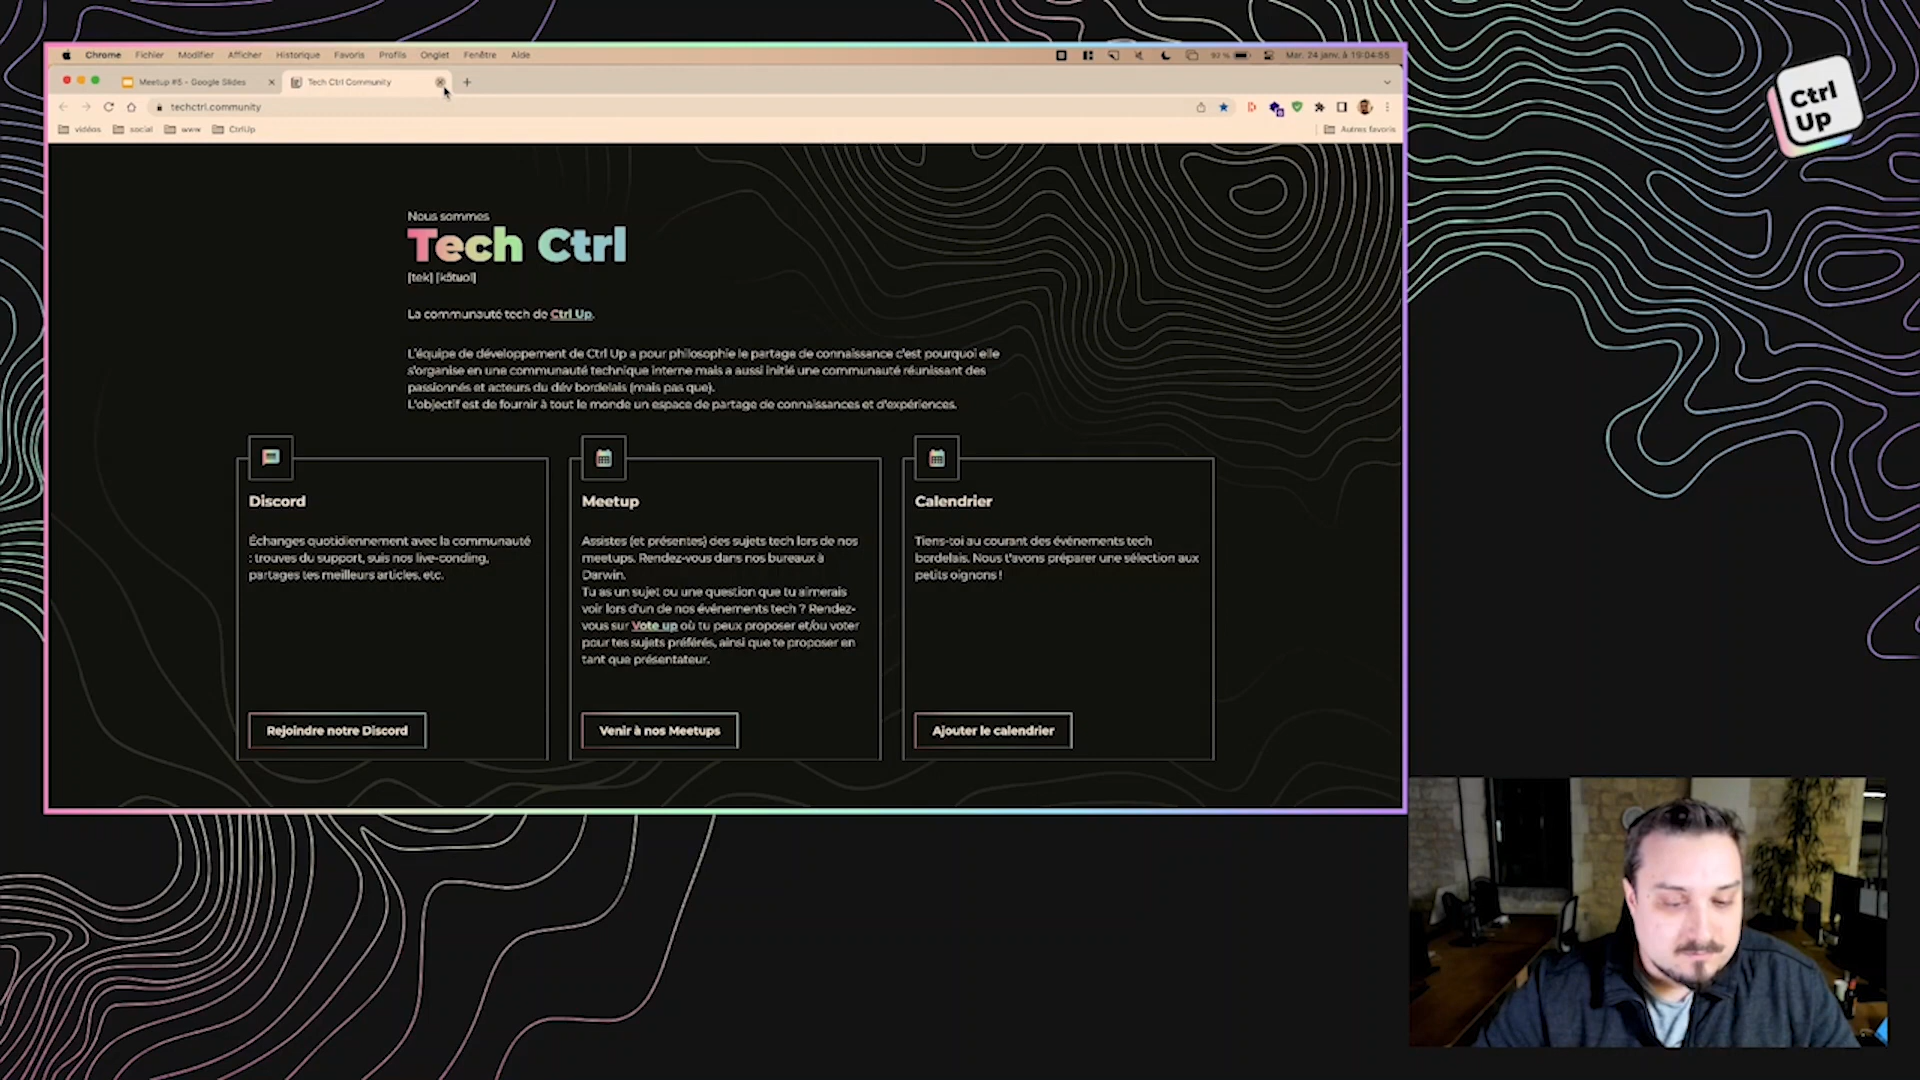 Chrome Fichier Modifier Afficher Historique Favoris Profils Onglet Fenêtre Aide
92 % Mar. 24 janv. à 19:04:55
Meetup #5 - Google Slides
Tech Ctrl Community
techctrl.community
vidéos social www CtrlUp
Autres favoris
Ctrl
Up
Nous sommes
Tech Ctrl
[tek] [kɔ̃tʁol]
La communauté tech de Ctrl Up.
L'équipe de développement de Ctrl Up a pour philosophie le partage de connaissance c'est pourquoi elle
s'organise en une communauté technique interne mais a aussi initié une communauté réunissant des
passionnés et acteurs du dév bordelais (mais pas que).
L'objectif est de fournir à tout le monde un espace de partage de connaissances et d'expériences.
Discord
Échanges quotidiennement avec la communauté
: trouves du support, suis nos live-conding,
partages tes meilleurs articles, etc.
Rejoindre notre Discord
Meetup
Assistes (et présentes) des sujets tech lors de nos
meetups. Rendez-vous dans nos bureaux à
Darwin.
Tu as un sujet ou une question que tu aimerais
voir lors d'un de nos événements tech ? Rendez-
vous sur Vote up où tu peux proposer et/ou voter
pour tes sujets préférés, ainsi que te proposer en
tant que présentateur.
Venir à nos Meetups
Calendrier
Tiens-toi au courant des événements tech
bordelais. Nous t'avons préparer une sélection aux
petits oignons !
Ajouter le calendrier